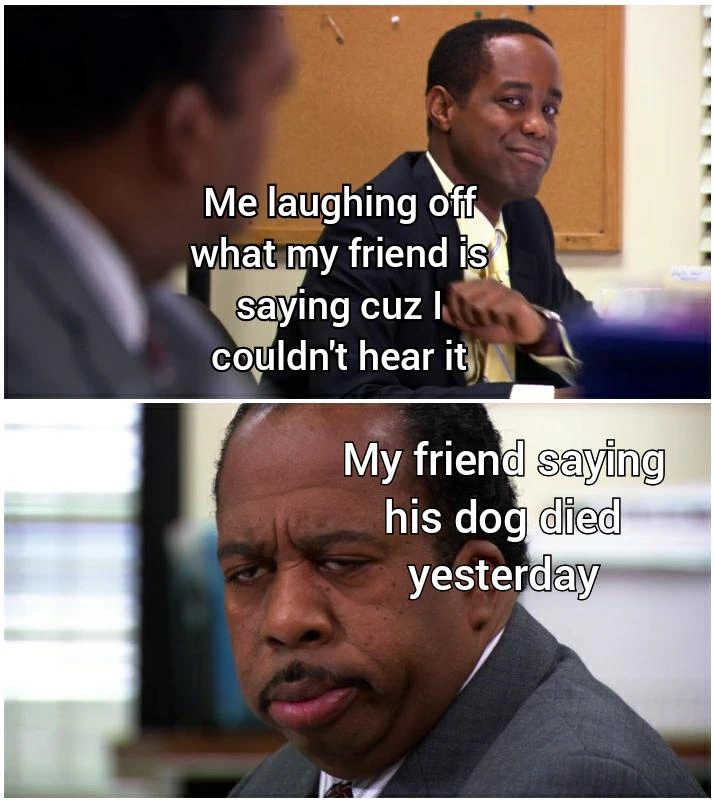 Me laughing off
what my friend is
saying cuz I
couldn't hear it
My friend saying
his dog died
yesterday